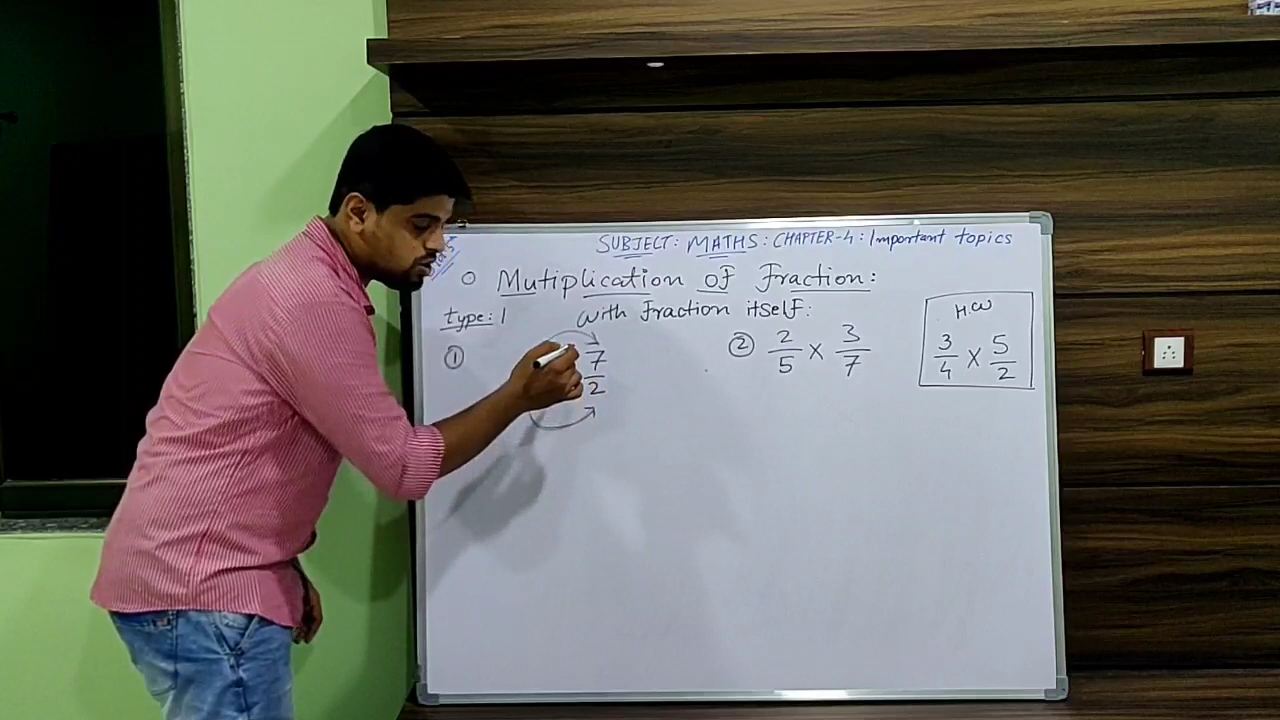 SUBJECT: MATHS: CHAPTER-4: Important topics
Mutiplication of Fraction:
type: 1 with Fraction itself:
① 7/2
② 2/5 x 3/7
H.W
3/4 x 5/2